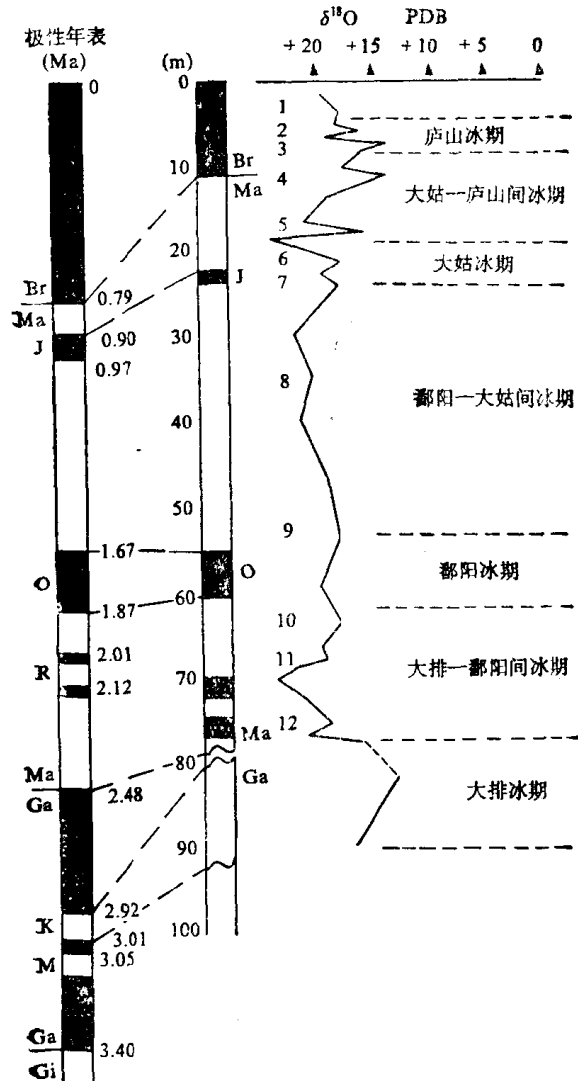 δ¹⁸O PDB
极性年表
(Ma) (m) +20 +15 +10 +5 0
0 0
1
2 庐山冰期
3
10 Br
Ma
4
大姑—庐山间冰期
5
20
6 大姑冰期
J 7
Br 0.79
Ma
30
J 0.90
0.97
8 鄱阳—大姑间冰期
40
50
9
1.67
O O 鄱阳冰期
1.87 60
10
2.01 11 大排—鄱阳间冰期
R
2.12 70
12
Ma
Ma 80
Ga 2.48 Ga 大排冰期
90
2.92
K 100
3.01
M 3.05
Ga 3.40
Gi